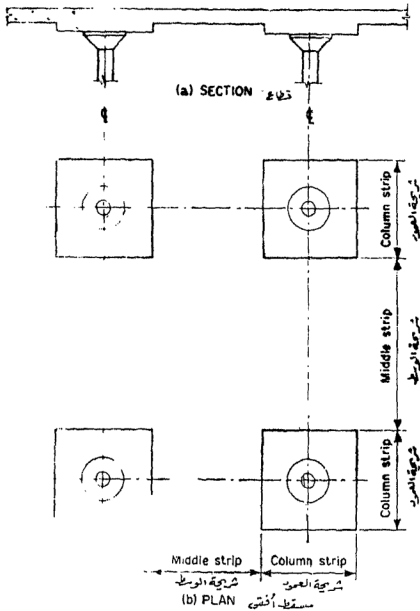 (a) SECTION قطاع
Column strip
شريحة العمود
Middle strip
شريحة الوسط
Column strip
شريحة العمود
Middle strip Column strip
شريحة الوسط شريحة العمود
(b) PLAN مسقط أفقى